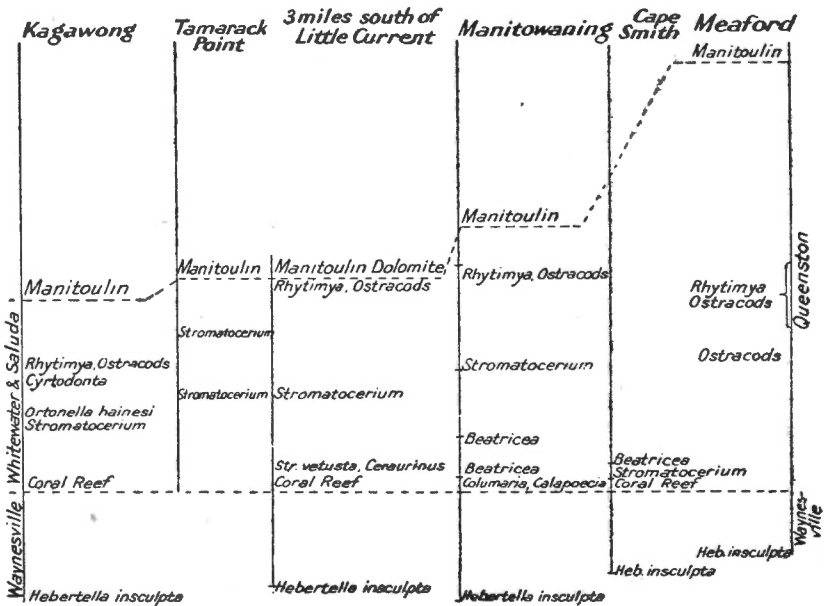 Kagawong
Tamarack Point
3 miles south of Little Current
Manitowaning
Cape Smith
Meaford
Manitoulin
Manitoulin
Manitoulin
Manitoulin
Manitoulin Dolomite
Rhytimya, Ostracods
Rhytimya, Ostracods
Rhytimya
Ostracods
Queenston
Stromatocerium
Ostracods
Rhytimya, Ostracods
Cyrtodonta
Stromatocerium
Stromatocerium
Stromatocerium
Ortonella hainesi
Stromatocerium
Whitewater & Saluda
Beatricea
Str. vetusta, Ceraurinus
Coral Reef
Coral Reef
Beatricea
Columaria, Calapoecia
Beatricea
Stromatocerium
Coral Reef
Waynesville
Waynes-
ville
Heb. insculpta
Heb. insculpta
Hebertella insculpta
Hebertella insculpta
Hebertella insculpta